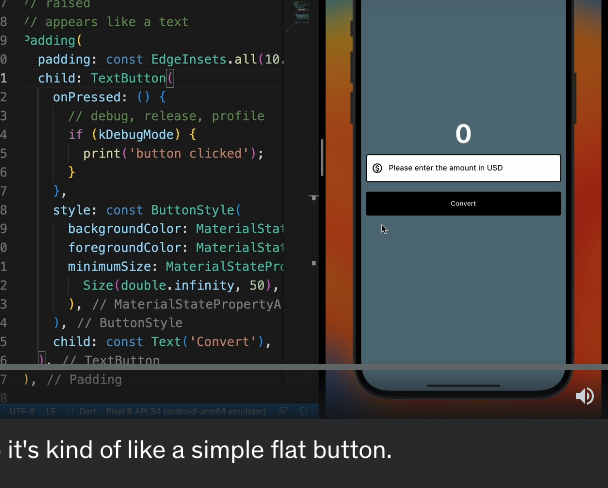 7 // raised
8 // appears like a text
9 Padding(
0 padding: const EdgeInsets.all(10.
1 child: TextButton(
2 onPressed: () {
3 // debug, release, profile
4 if (kDebugMode) {
5 print('button clicked');
6 }
7 },
8 style: const ButtonStyle(
9 backgroundColor: MaterialStat
0 foregroundColor: MaterialStat
1 minimumSize: MaterialStatePro
2 Size(double.infinity, 50),
3 ), // MaterialStatePropertyA
4 ), // ButtonStyle
5 child: const Text('Convert'),
6 ), // TextButton
7 ), // Padding
8
UTF-8 LF {} Dart Pixel 6 API 34 (android-arm64 emulator)
0
Please enter the amount in USD
Convert
it's kind of like a simple flat button.